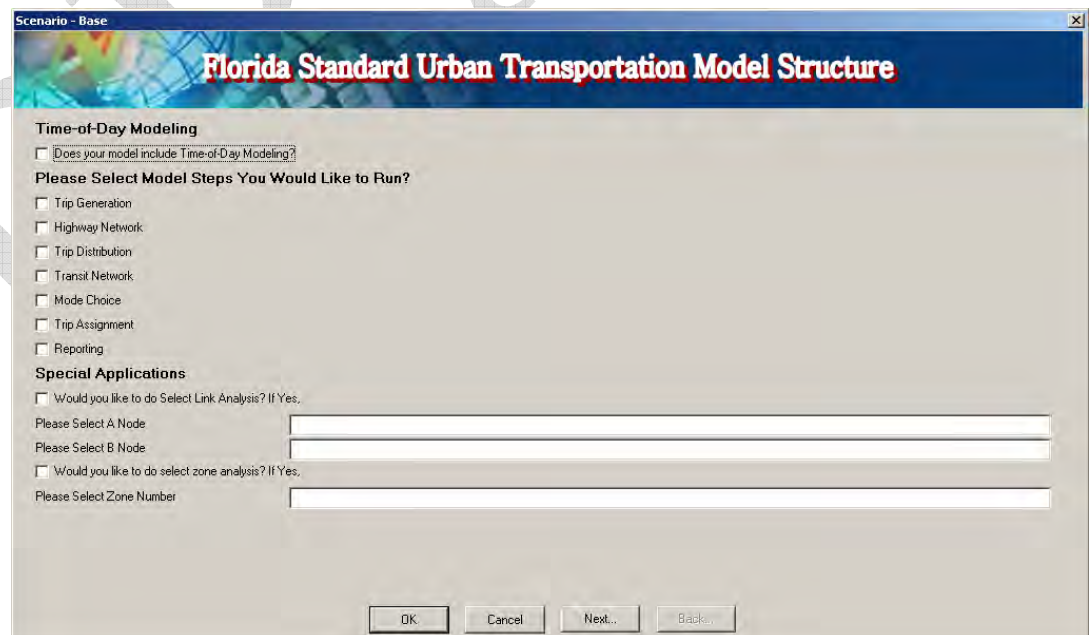 Scenario - Base
Florida Standard Urban Transportation Model Structure
Time-of-Day Modeling
Does your model include Time-of-Day Modeling?
Please Select Model Steps You Would Like to Run?
Trip Generation
Highway Network
Trip Distribution
Transit Network
Mode Choice
Trip Assignment
Reporting
Special Applications
Would you like to do Select Link Analysis? If Yes,
Please Select A Node
Please Select B Node
Would you like to do select zone analysis? If Yes,
Please Select Zone Number
OK Cancel Next... Back...